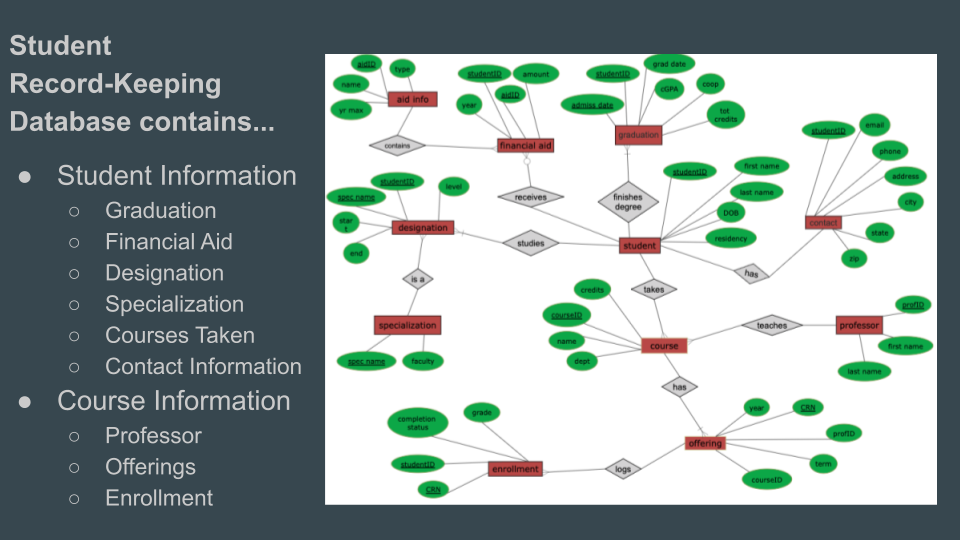 Student
Record-Keeping
Database contains...
● Student Information
○ Graduation
○ Financial Aid
○ Designation
○ Specialization
○ Courses Taken
○ Contact Information
● Course Information
○ Professor
○ Offerings
○ Enrollment
aidID
type
name
yr max
aid info
contains
studentID
amount
aidID
year
financial aid
receives
studentID
grad date
cGPA
coop
admiss date
tot
credits
graduation
finishes
degree
studentID
email
phone
address
city
state
zip
contact
has
studentID
level
spec name
star
t
end
designation
studies
studentID
first name
last name
DOB
residency
student
is a
specialization
spec name
faculty
takes
credits
courseID
name
dept
course
teaches
professor
profID
first name
last name
has
completion
status
grade
studentID
CRN
enrollment
logs
offering
year
CRN
profID
term
courseID